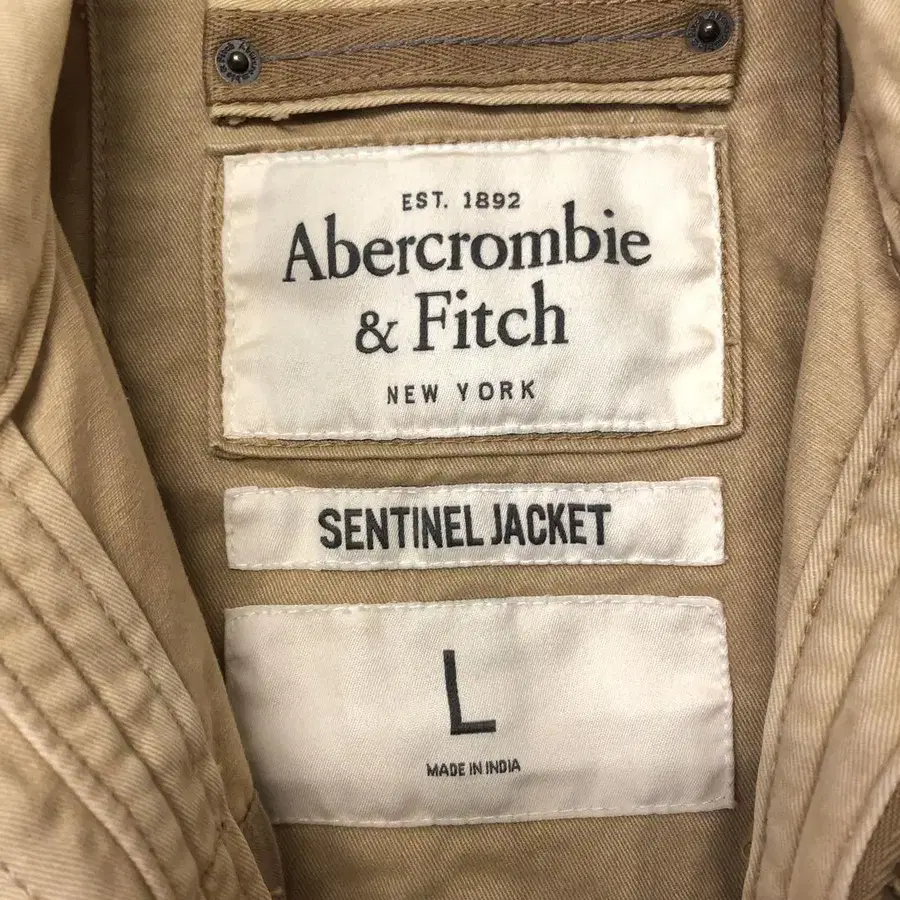 EST. 1892
Abercrombie
& Fitch
NEW YORK
SENTINEL JACKET
L
MADE IN INDIA